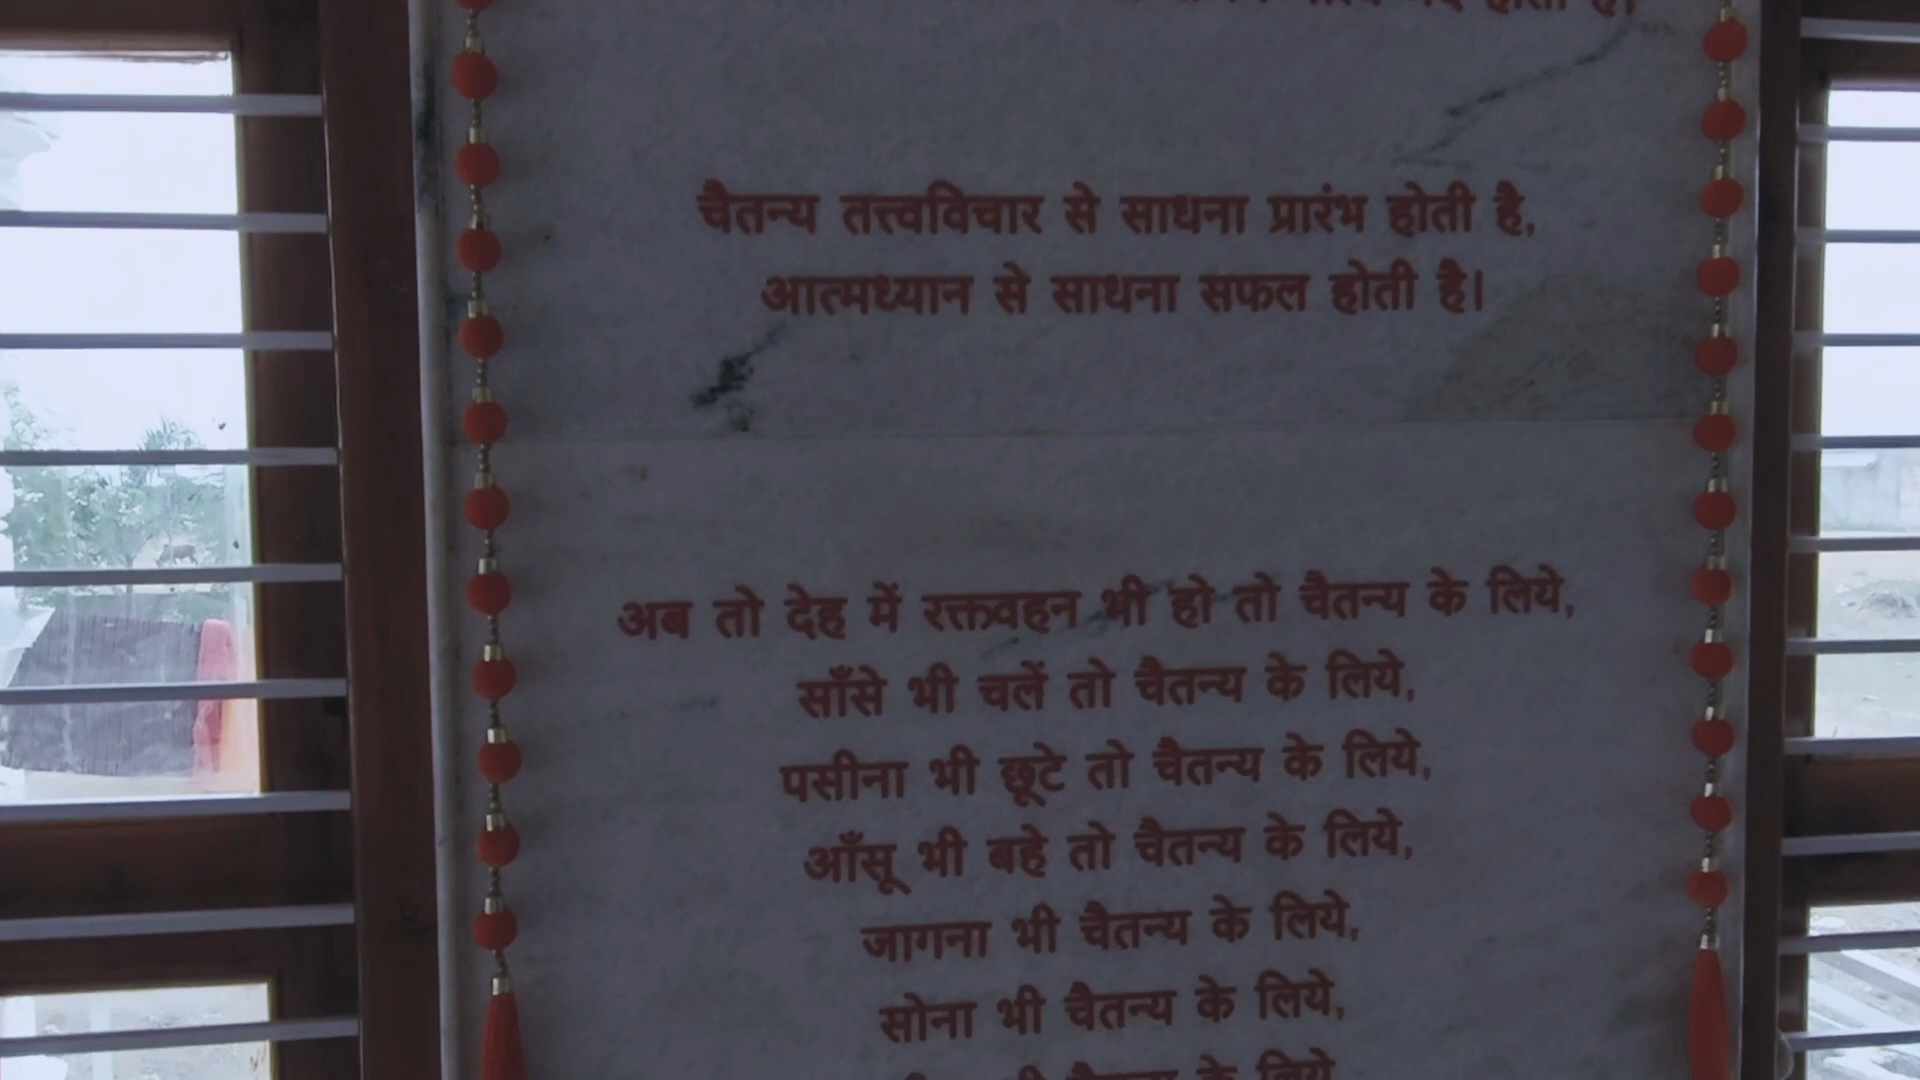 होता है।
चैतन्य तत्त्वविचार से साधना प्रारंभ होती है,
आत्मध्यान से साधना सफल होती है।
अब तो देह में रक्तवहन भी हो तो चैतन्य के लिये,
साँसे भी चलें तो चैतन्य के लिये,
पसीना भी छूटे तो चैतन्य के लिये,
आँसू भी बहे तो चैतन्य के लिये,
जागना भी चैतन्य के लिये,
सोना भी चैतन्य के लिये,
भी चैतन्य के लिये